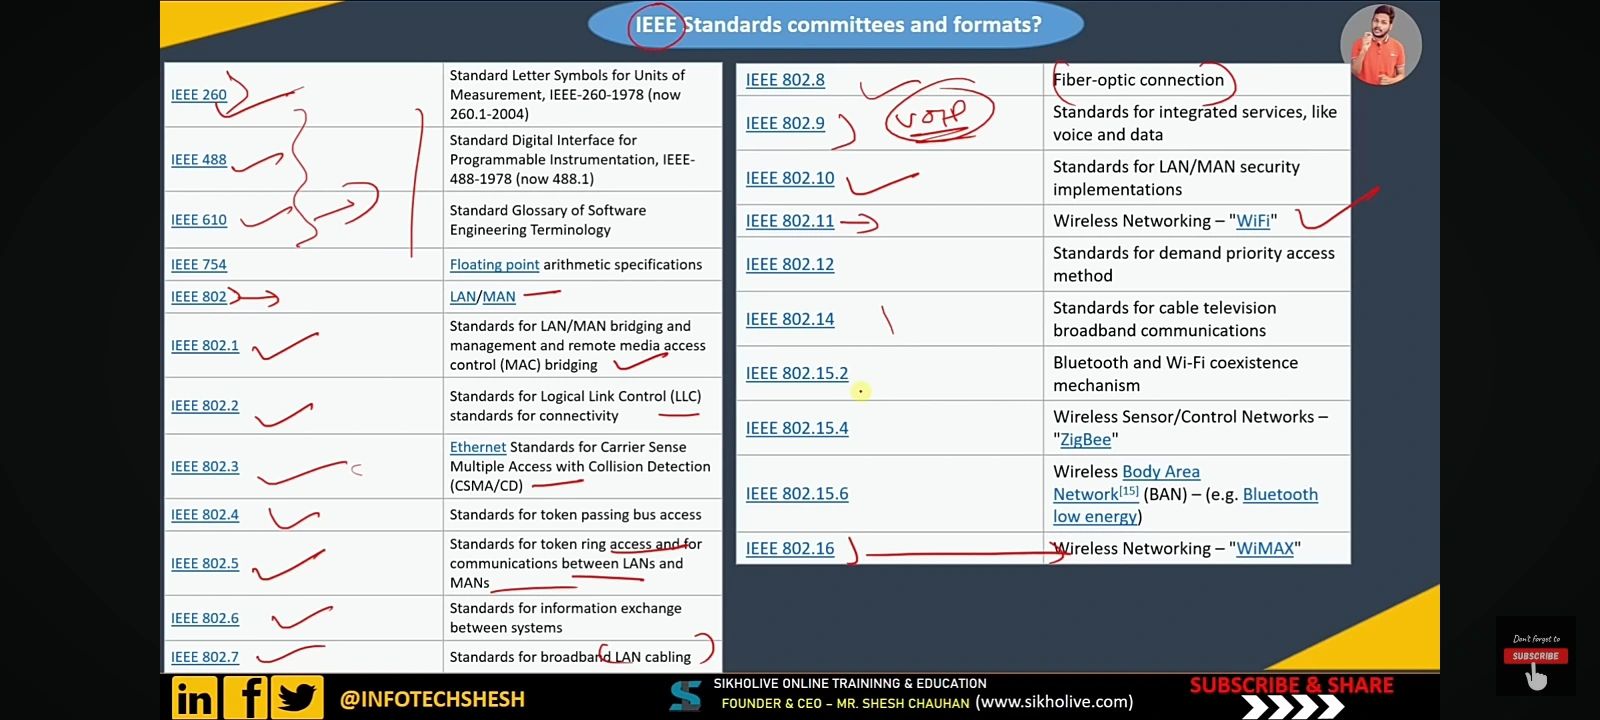 IEEE Standards committees and formats?
IEEE 260
Standard Letter Symbols for Units of
Measurement, IEEE-260-1978 (now
260.1-2004)
IEEE 488
Standard Digital Interface for
Programmable Instrumentation, IEEE-
488-1978 (now 488.1)
IEEE 610
Standard Glossary of Software
Engineering Terminology
IEEE 754
Floating point arithmetic specifications
IEEE 802
LAN/MAN
IEEE 802.1
Standards for LAN/MAN bridging and
management and remote media access
control (MAC) bridging
IEEE 802.2
Standards for Logical Link Control (LLC)
standards for connectivity
IEEE 802.3
Ethernet Standards for Carrier Sense
Multiple Access with Collision Detection
(CSMA/CD)
IEEE 802.4
Standards for token passing bus access
IEEE 802.5
Standards for token ring access and for
communications between LANs and
MANs
IEEE 802.6
Standards for information exchange
between systems
IEEE 802.7
Standards for broadband LAN cabling
IEEE 802.8
Fiber-optic connection
IEEE 802.9
Standards for integrated services, like
voice and data
IEEE 802.10
Standards for LAN/MAN security
implementations
IEEE 802.11
Wireless Networking – "WiFi"
IEEE 802.12
Standards for demand priority access
method
IEEE 802.14
Standards for cable television
broadband communications
IEEE 802.15.2
Bluetooth and Wi-Fi coexistence
mechanism
IEEE 802.15.4
Wireless Sensor/Control Networks –
"ZigBee"
IEEE 802.15.6
Wireless Body Area
Network[15] (BAN) – (e.g. Bluetooth
low energy)
IEEE 802.16
Wireless Networking – "WiMAX"
Don't forget to
SUBSCRIBE
in f @INFOTECHSHESH
SIKHOLIVE ONLINE TRAININNG & EDUCATION
FOUNDER & CEO – MR. SHESH CHAUHAN (www.sikholive.com)
SUBSCRIBE & SHARE